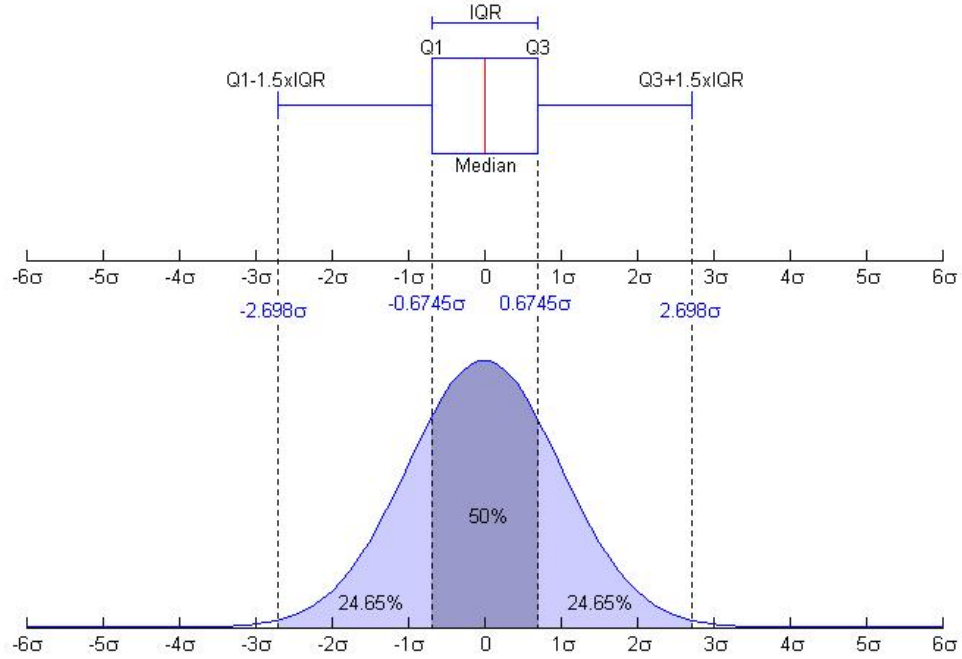 IQR
Q1 Q3
Q1-1.5xIQR Q3+1.5xIQR
Median
-6σ -5σ -4σ -3σ -2σ -1σ 0 1σ 2σ 3σ 4σ 5σ 6σ
-2.698σ -0.6745σ 0.6745σ 2.698σ
50%
24.65% 24.65%
-6σ -5σ -4σ -3σ -2σ -1σ 0 1σ 2σ 3σ 4σ 5σ 6σ